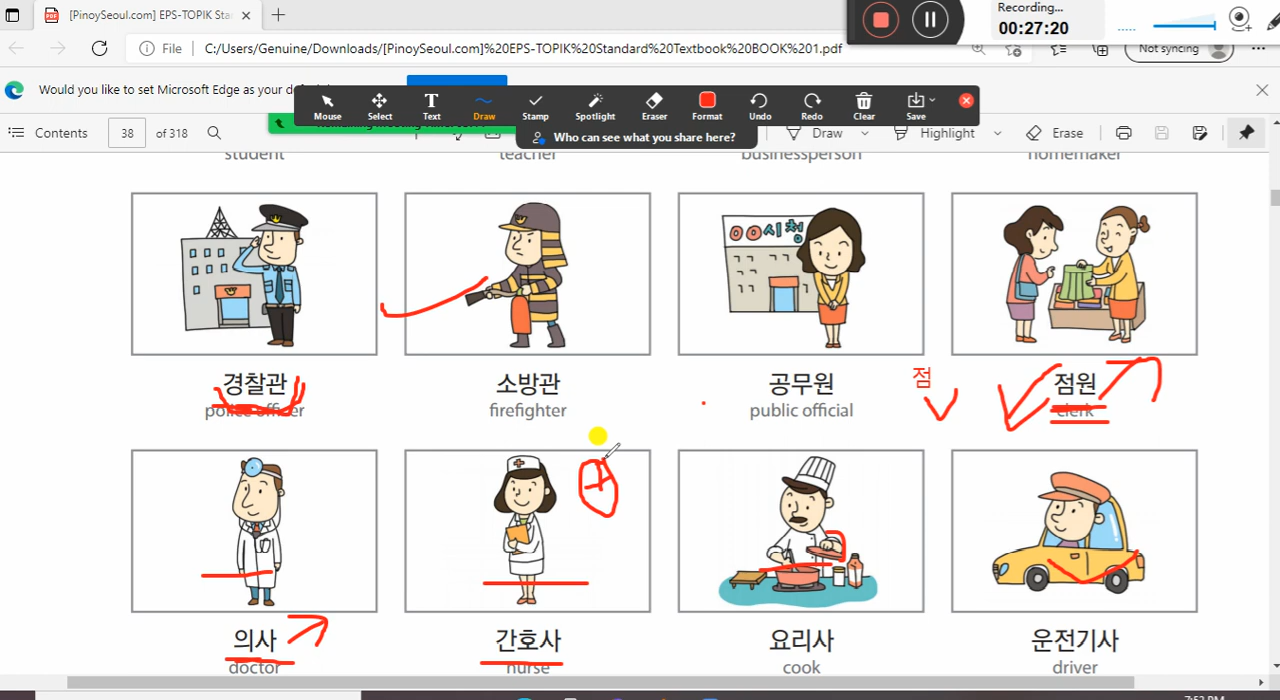 [PinoySeoul.com] EPS-TOPIK Sta
Recording...
00:27:20
File
C:/Users/Genuine/Downloads/[PinoySeoul.com]%20EPS-TOPIK%20Standard%20Textbook%20BOOK%201.pdf
Not syncing
Would you like to set Microsoft Edge as your
Mouse Select Text Draw Stamp Spotlight Eraser Format Undo Redo Clear Save
Who can see what you share here?
Contents 38 of 318 Draw Highlight Erase
student teacher businessperson homemaker
시청
경찰관 소방관 공무원 점 점원
police officer firefighter public official clerk
의사 간호사 요리사 운전기사
doctor nurse cook driver